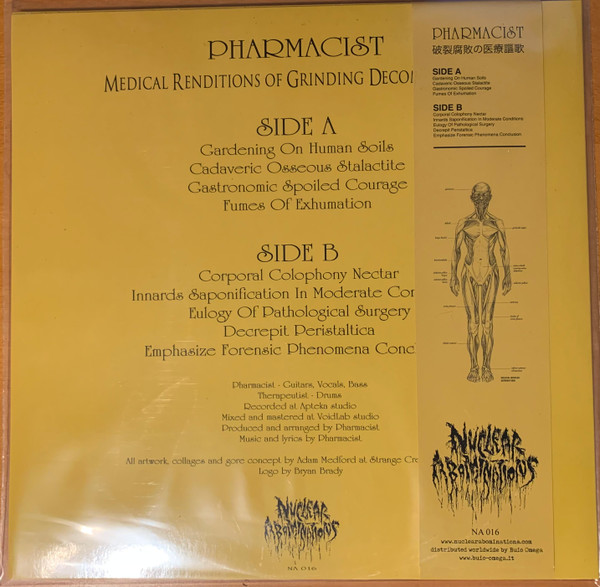 PHARMACIST
MEDICAL RENDITIONS OF GRINDING
SIDE A
Gardening On Human Soils
Cadaveric Osseous Stalactite
Gastronomic Spoiled Courage
Fumes Of Exhumation
SIDE B
Corporal Colophony Nectar
Innards Saponification In Moderate
Eulogy Of Pathological Surgery
Decrepit Peristaltica
Emphasize Forensic Phenomena
Pharmacist - Guitars, Vocals, Bass
Therapeutist - Drums
Recorded at Apteka studio
Mixed and mastered at VoidLab studio
Produced and arranged by Pharmacist
Music and lyrics by Pharmacist
All artwork, collages and gore concept by Adam Medford at Strange
Logo by Bryan Brady
NUCLEAR ABOMINATIONS
NA 016
PHARMACIST
破裂腐敗の医療謳歌
SIDE A
Gardening On Human Soils
Cadaveric Osseous Stalactite
Gastronomic Spoiled Courage
Fumes Of Exhumation
SIDE B
Corporal Colophony Nectar
Innards Saponification In Moderate Conditions
Eulogy Of Pathological Surgery
Decrepit Peristaltica
Emphasize Forensic Phenomena Conclusion
NUCLEAR ABOMINATIONS
NA 016
www.nuclearabominations.com
distributed worldwide by Nuis Omega
www.buio-omega.it